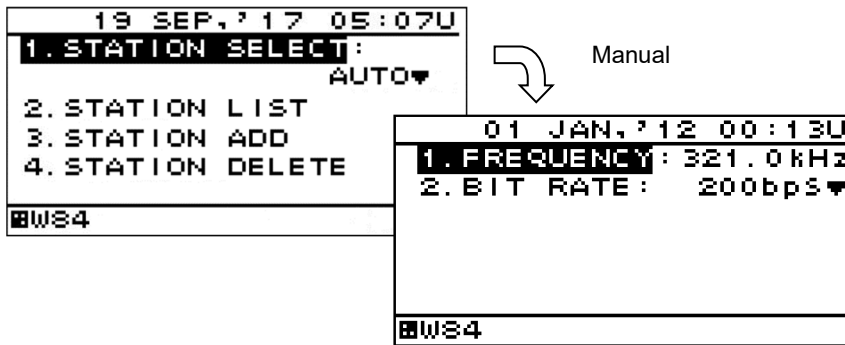 19 SEP,'17 05:07U
1.STATION SELECT:
AUTO▼
2.STATION LIST
3.STATION ADD
4.STATION DELETE
W84
Manual
01 JAN,'12 00:13U
1.FREQUENCY:321.0kHz
2.BIT RATE: 200bpS▼
W84